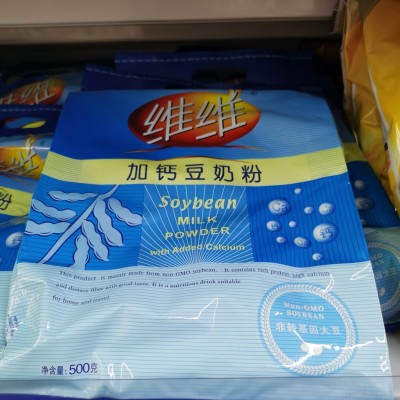 维维
加钙豆奶粉
Soybean
MILK
POWDER
with Added Calcium
This product is mainly made from non-GMO soybean. It contains rich protein, high calcium
and dietary fiber with good taste. It is a nutritious drink suitable
for home and travel
Non-GMO
SOYBEAN
非转基因大豆
净含量: 500克
粉